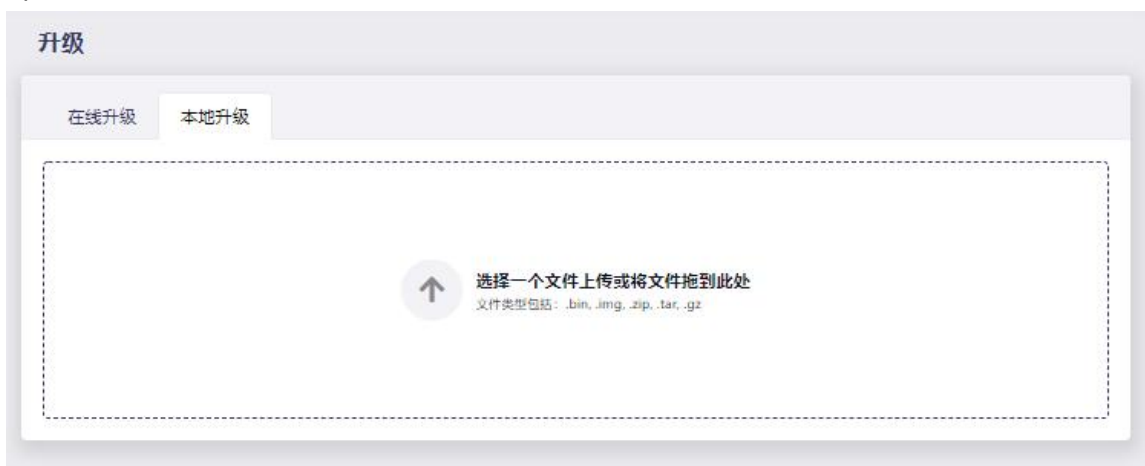 升级
在线升级 本地升级
选择一个文件上传或将文件拖到此处
文件类型包括：.bin, .img, .zip, .tar, .gz